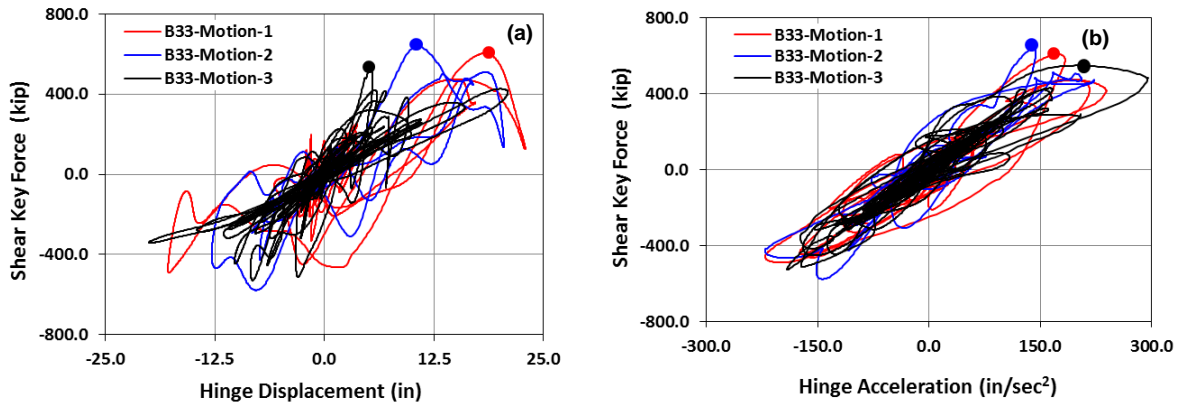 (a)
B33-Motion-1
B33-Motion-2
B33-Motion-3
Shear Key Force (kip)
800.0
400.0
0.0
-400.0
-800.0
-25.0 -12.5 0.0 12.5 25.0
Hinge Displacement (in)
(b)
B33-Motion-1
B33-Motion-2
B33-Motion-3
Shear Key Force (kip)
800.0
400.0
0.0
-400.0
-800.0
-300.0 -150.0 0.0 150.0 300.0
Hinge Acceleration (in/sec²)